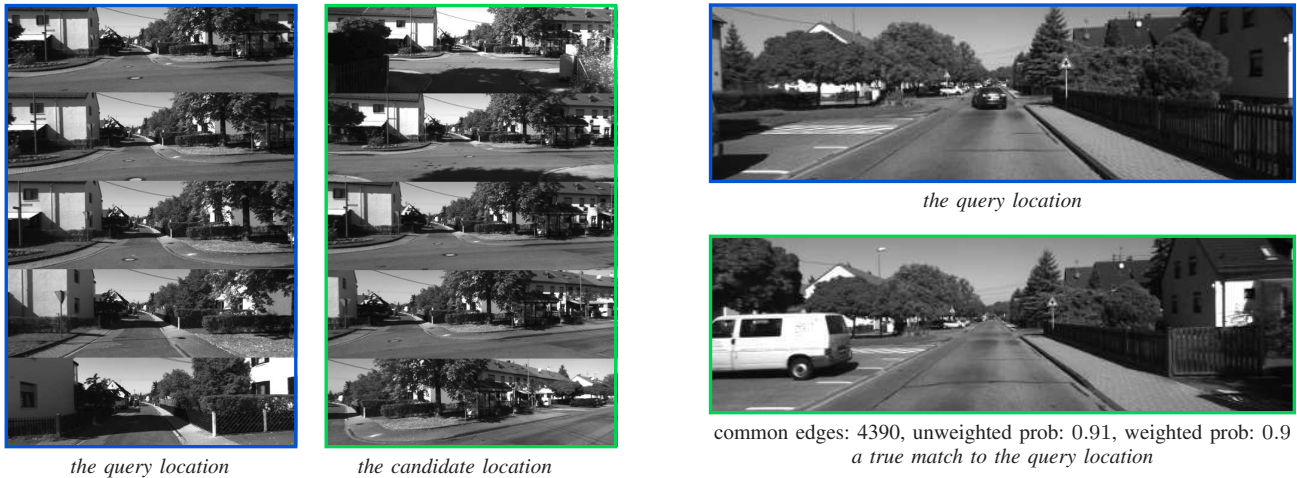 the query location
the candidate location
the query location
common edges: 4390, unweighted prob: 0.91, weighted prob: 0.9
a true match to the query location